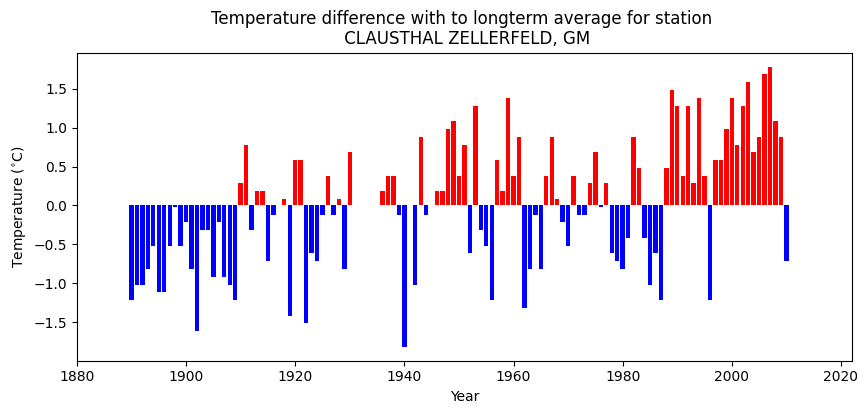 Temperature difference with to longterm average for station
CLAUSTHAL ZELLERFELD, GM
Temperature (°C)
1.5
1.0
0.5
0.0
−0.5
−1.0
−1.5
1880 1900 1920 1940 1960 1980 2000 2020
Year